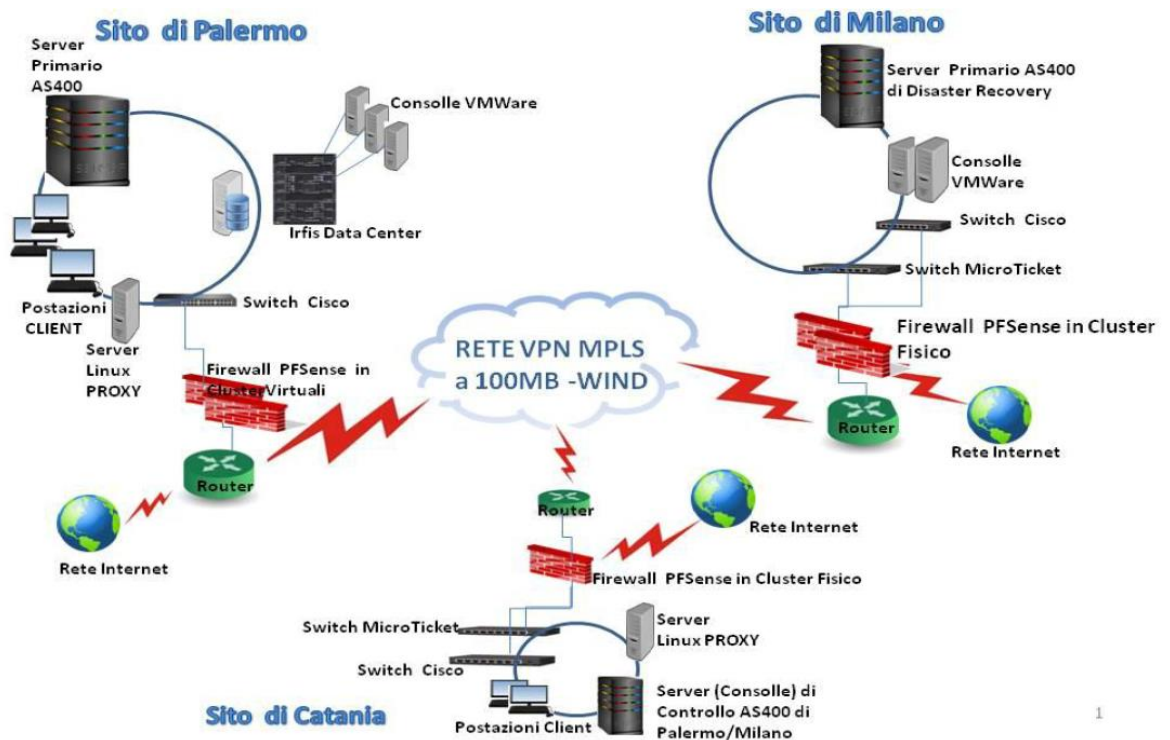 Sito di Palermo
Server
Primario
AS400
Consolle VMWare
Irfis Data Center
Postazioni
CLIENT
Switch Cisco
Server
Linux
PROXY
Firewall PFSense in
Cluster Virtuali
Router
Rete Internet
RETE VPN MPLS
a 100MB -WIND
Sito di Milano
Server Primario AS400
di Disaster Recovery
Consolle
VMWare
Switch Cisco
Switch MicroTicket
Firewall PFSense in Cluster
Fisico
Router
Rete Internet
Router
Rete Internet
Firewall PFSense in Cluster Fisico
Switch MicroTicket
Switch Cisco
Server
Linux PROXY
Sito di Catania
Postazioni Client
Server (Consolle) di
Controllo AS400 di
Palermo/Milano
1